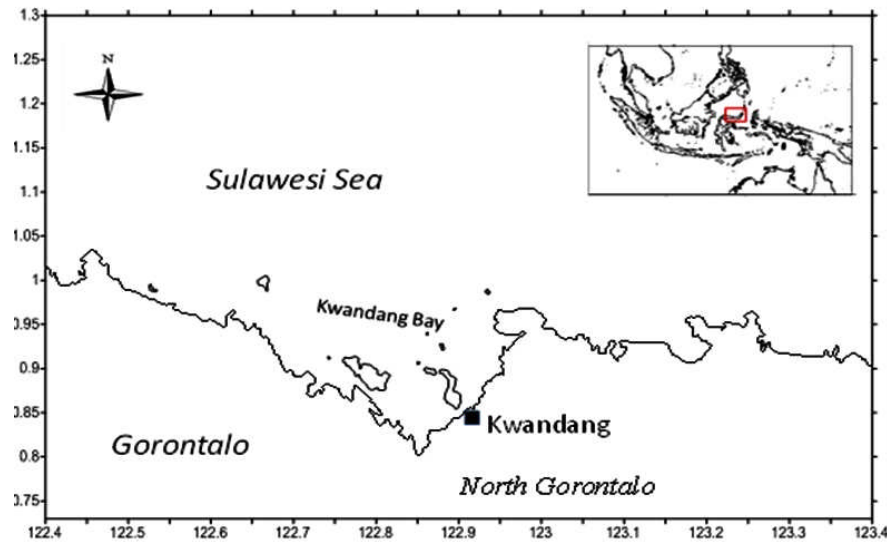 1.3
1.25
N
1.2
1.15
Sulawesi Sea
1.1
1.05
1
Kwandang Bay
0.95
0.9
0.85
Kwandang
Gorontalo
0.8
North Gorontalo
0.75
122.4 122.5 122.6 122.7 122.8 122.9 123 123.1 123.2 123.3 123.4